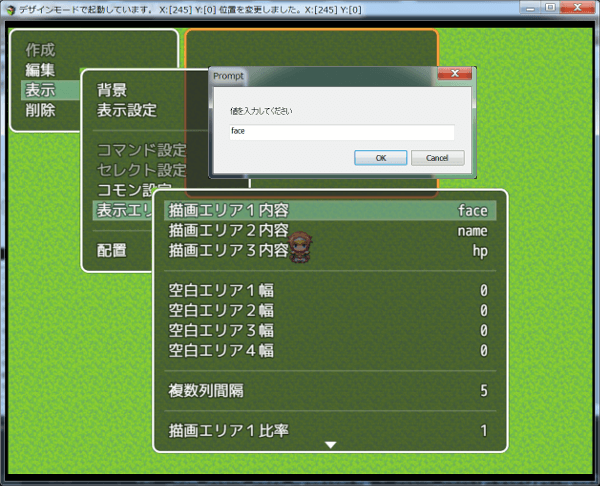 デザインモードで起動しています。 X:[245] Y:[0] 位置を変更しました。X:[245] Y:[0]
作成
編集
表示
削除
背景
表示設定
コマンド設定
セレクト設定
コモン設定
表示エリ
配置
Prompt
値を入力してください
face
OK
Cancel
描画エリア１内容 face
描画エリア２内容 name
描画エリア３内容 hp
空白エリア１幅 0
空白エリア２幅 0
空白エリア３幅 0
空白エリア４幅 0
複数列間隔 5
描画エリア１比率 1